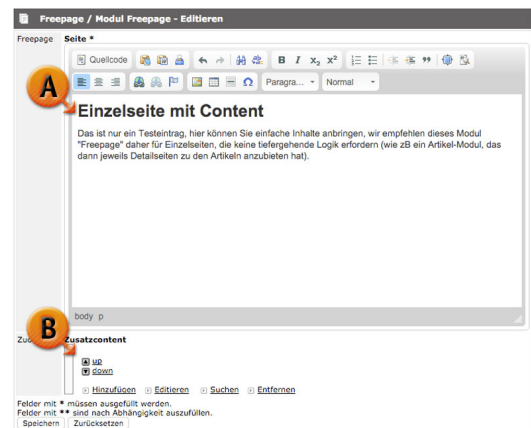 Freepage / Modul Freepage - Editieren
Freepage
Seite *
Quellcode
B I x₂ x²
Paragra...
Normal
A
Einzelseite mit Content
Das ist nur ein Testeintrag, hier können Sie einfache Inhalte anbringen, wir empfehlen dieses Modul
"Freepage" daher für Einzelseiten, die keine tiefergehende Logik erfordern (wie zB ein Artikel-Modul, das
dann jeweils Detailseiten zu den Artikeln anzubieten hat).
body p
B
Zusatzcontent
up
down
Hinzufügen Editieren Suchen Entfernen
Felder mit * müssen ausgefüllt werden.
Felder mit ** sind nach Abhängigkeit auszufüllen.
Speichern Zurücksetzen